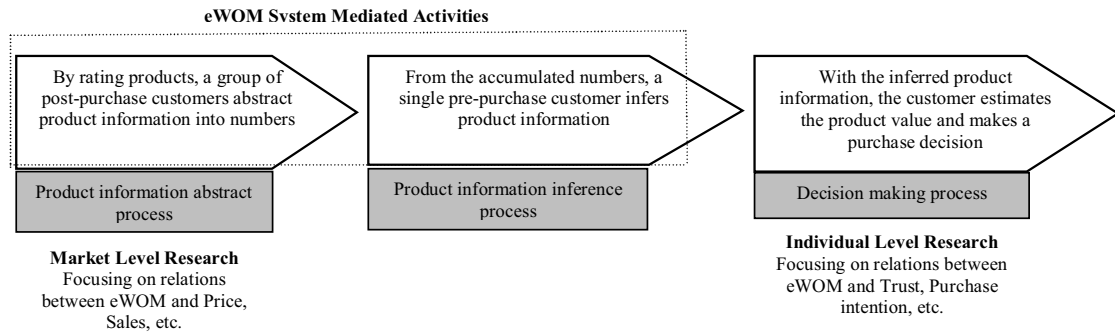 eWOM System Mediated Activities
By rating products, a group of
post-purchase customers abstract
product information into numbers
Product information abstract
process
Market Level Research
Focusing on relations
between eWOM and Price,
Sales, etc.
From the accumulated numbers, a
single pre-purchase customer infers
product information
Product information inference
process
With the inferred product
information, the customer estimates
the product value and makes a
purchase decision
Decision making process
Individual Level Research
Focusing on relations between
eWOM and Trust, Purchase
intention, etc.